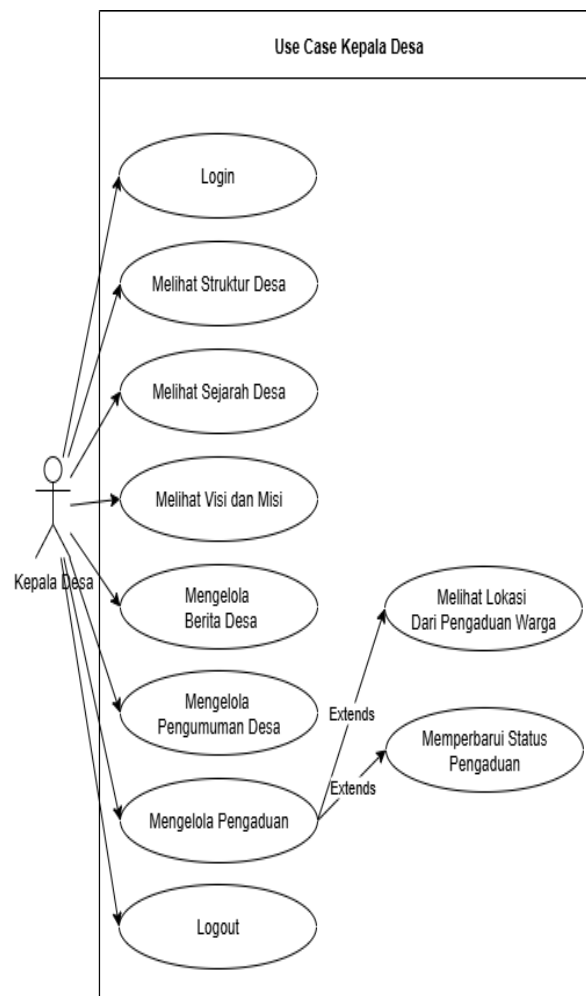 Use Case Kepala Desa
Login
Melihat Struktur Desa
Melihat Sejarah Desa
Melihat Visi dan Misi
Kepala Desa
Mengelola
Berita Desa
Melihat Lokasi
Dari Pengaduan Warga
Mengelola
Pengumuman Desa
Extends
Memperbarui Status
Pengaduan
Extends
Mengelola Pengaduan
Logout